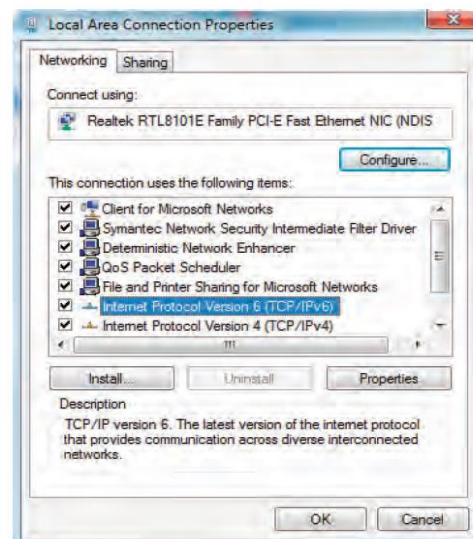 Local Area Connection Properties
Networking
Sharing
Connect using:
Realtek RTL8101E Family PCI-E Fast Ethernet NIC (NDIS
Configure...
This connection uses the following items:
Client for Microsoft Networks
Symantec Network Security Intermediate Filter Driver
Deterministic Network Enhancer
QoS Packet Scheduler
File and Printer Sharing for Microsoft Networks
Internet Protocol Version 6 (TCP/IPv6)
Internet Protocol Version 4 (TCP/IPv4)
Install...
Uninstall
Properties
Description
TCP/IP version 6. The latest version of the internet protocol
that provides communication across diverse interconnected
networks.
OK
Cancel